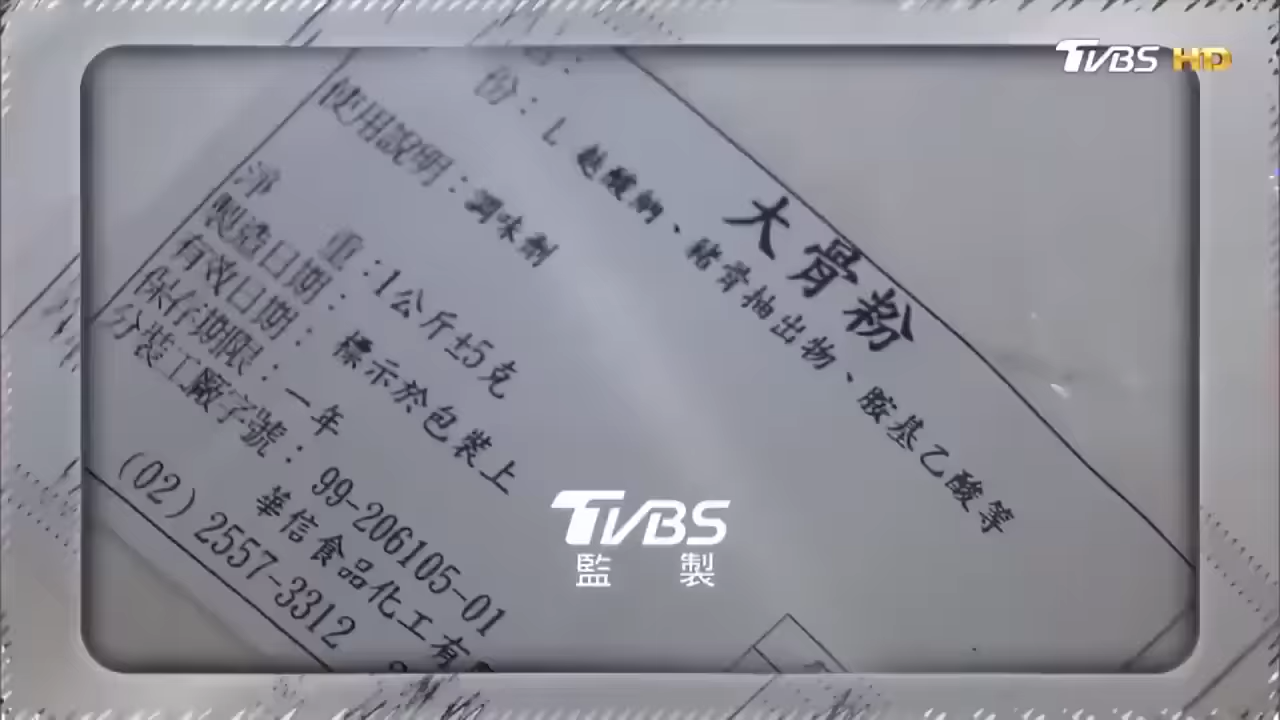 TVBS HD
大骨粉
份：L 麩酸鈉、豬骨抽出物、胺基乙酸等
使用說明：調味劑
淨重：1公斤±5克
製造日期：
有效日期：標示於包裝上
保存期限：一年
分裝工廠字號：99-206105-01
華信食品化工有
(02) 2557-3312
TVBS
監製